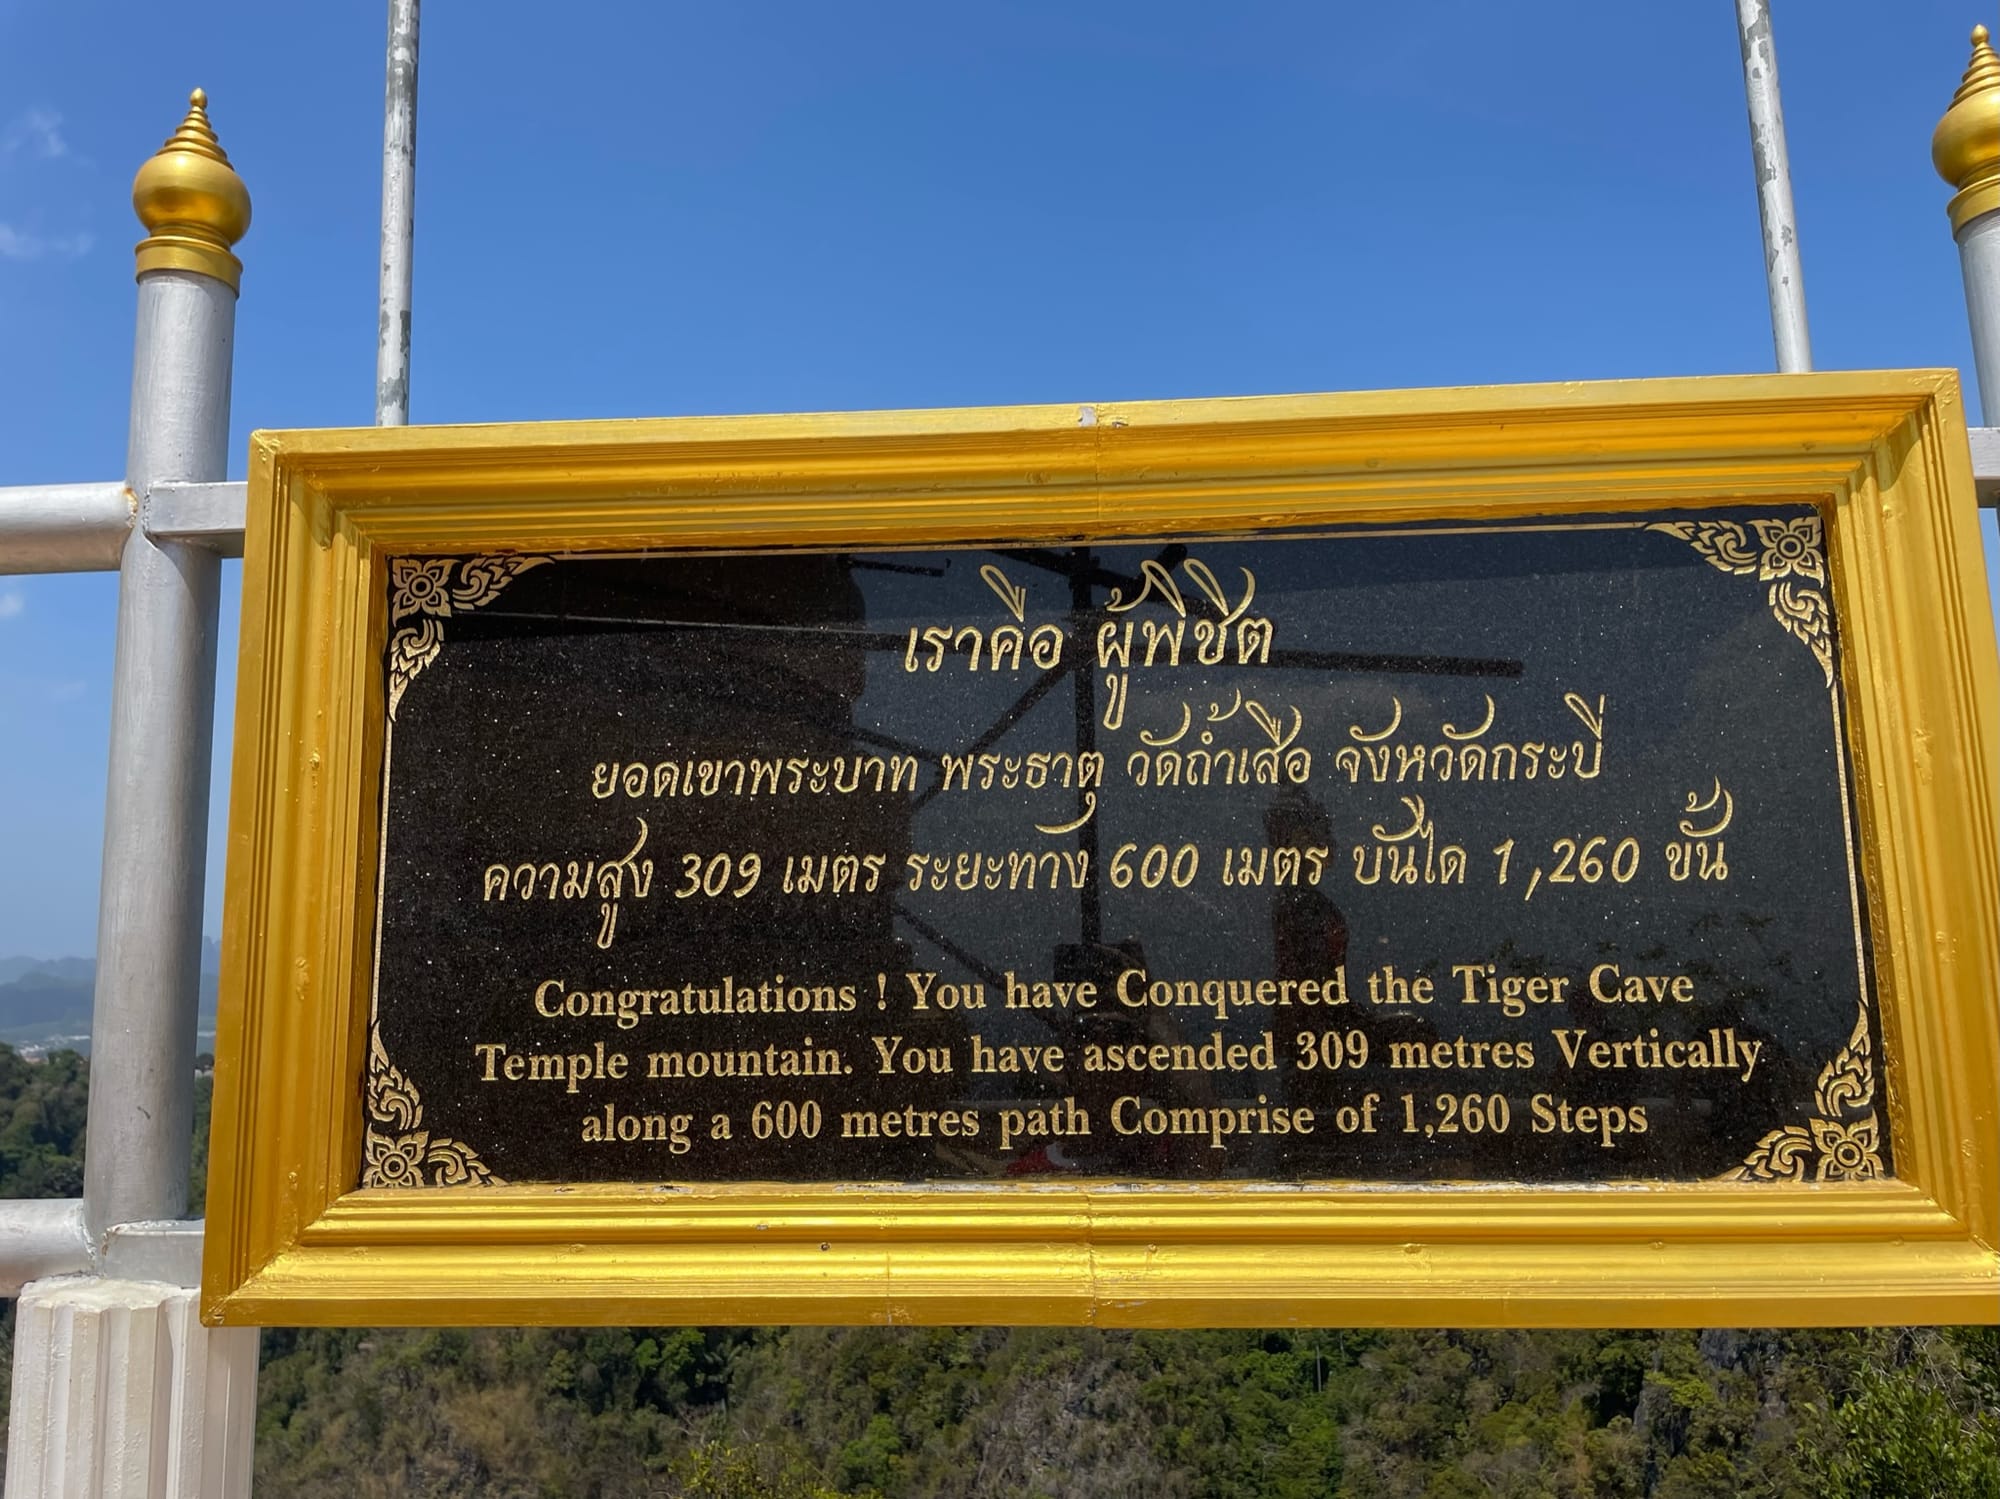 เราคือ ผู้พิชิต
ยอดเขาพระบาท พระธาตุ วัดถ้ำเสือ จังหวัดกระบี่
ความสูง 309 เมตร ระยะทาง 600 เมตร บันได 1,260 ขั้น
Congratulations ! You have Conquered the Tiger Cave
Temple mountain. You have ascended 309 metres Vertically
along a 600 metres path Comprise of 1,260 Steps